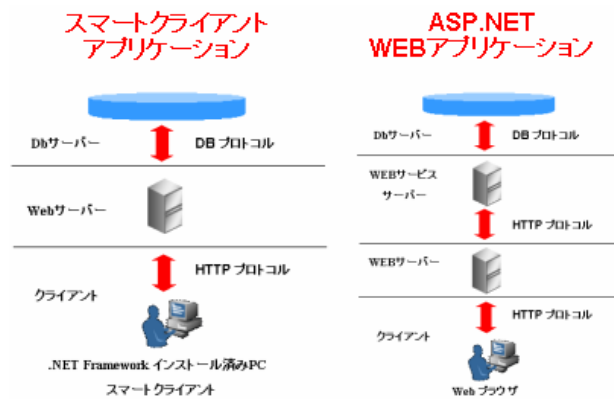 スマートクライアント
アプリケーション
Dbサーバー
DB プロトコル
Webサーバー
HTTP プロトコル
クライアント
.NET Framework インストール済みPC
スマートクライアント
ASP.NET
WEBアプリケーション
Dbサーバー
DB プロトコル
WEBサービス
サーバー
HTTP プロトコル
WEBサーバー
HTTP プロトコル
クライアント
Web ブラウザ